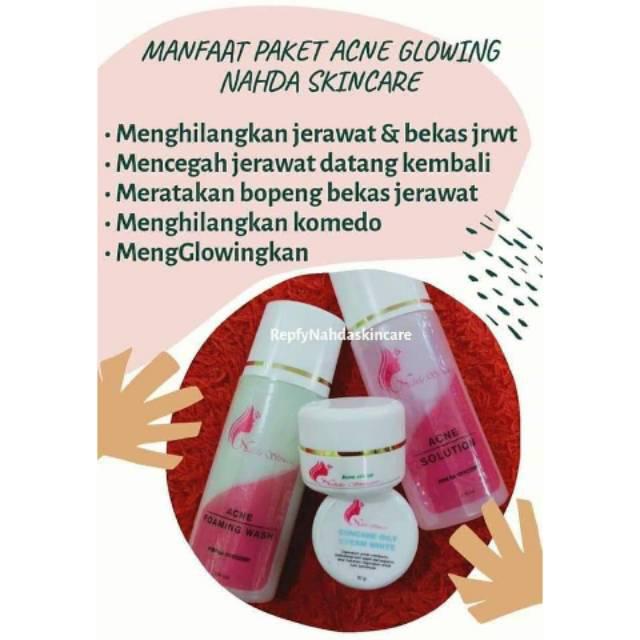 MANFAAT PAKET ACNE GLOWING
NAHDA SKINCARE
• Menghilangkan jerawat & bekas jrwt
• Mencegah jerawat datang kembali
• Meratakan bopeng bekas jerawat
• Menghilangkan komedo
• MengGlowingkan
RepfyNahdaskincare
ACNE
SOLUTION
ACNE
FOAMING WASH
SUNCARE OILY
CREAM WHITE